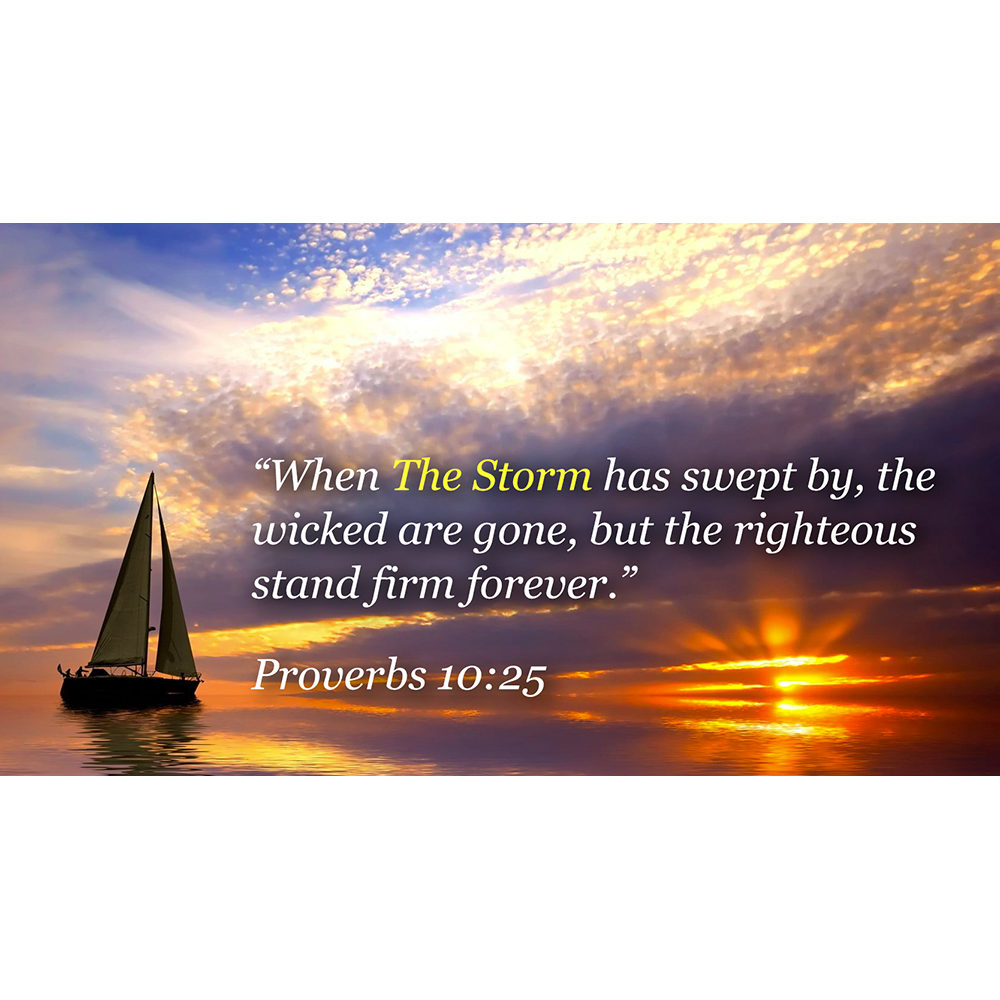 “When The Storm has swept by, the
wicked are gone, but the righteous
stand firm forever.”
Proverbs 10:25